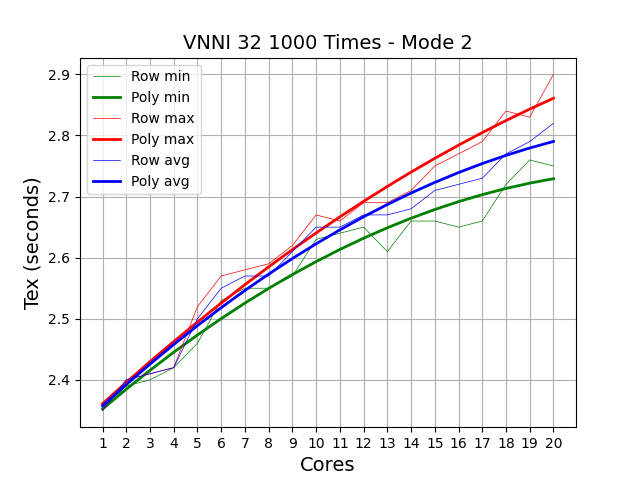 VNNI 32 1000 Times - Mode 2
Tex (seconds)
2.9
2.8
2.7
2.6
2.5
2.4
Row min
Poly min
Row max
Poly max
Row avg
Poly avg
1 2 3 4 5 6 7 8 9 10 11 12 13 14 15 16 17 18 19 20
Cores